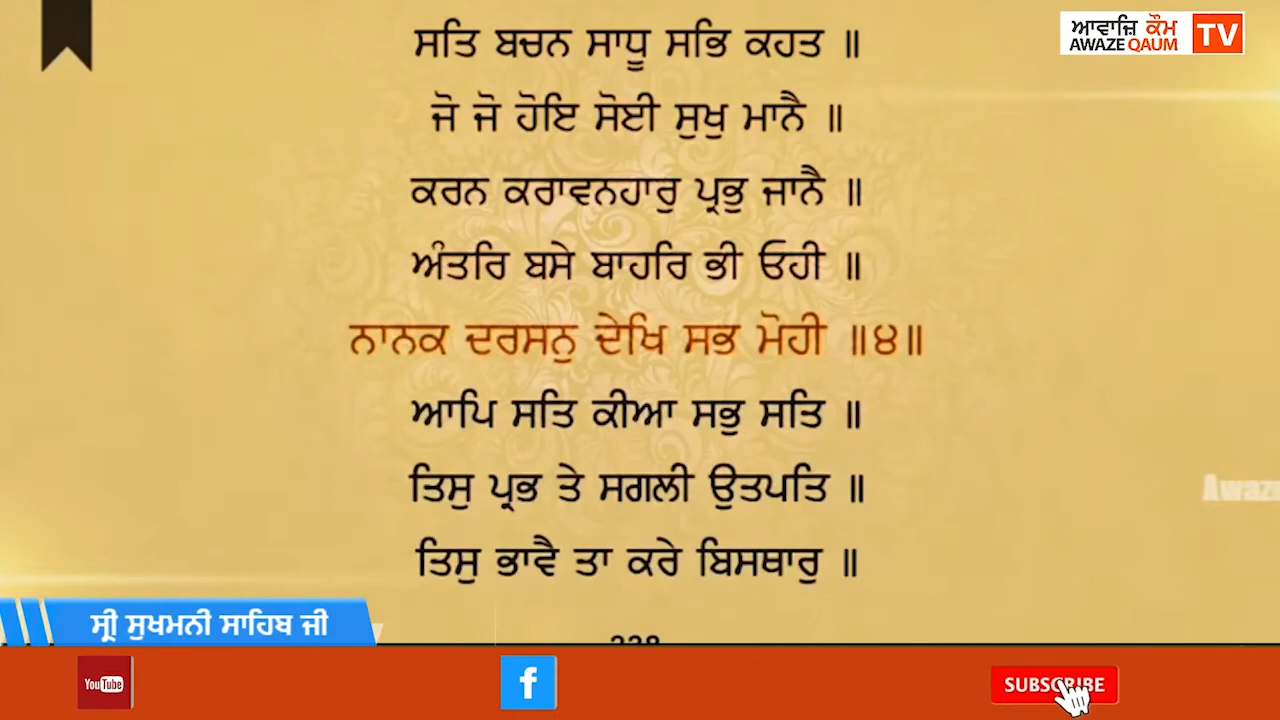 ਆਵਾਜ਼ਿ ਕੌਮ
AWAZE QAUM
TV
ਸਤਿ ਬਚਨ ਸਾਧੂ ਸਭਿ ਕਹਤ ॥
ਜੋ ਜੋ ਹੋਇ ਸੋਈ ਸੁਖੁ ਮਾਨੈ ॥
ਕਰਨ ਕਰਾਵਨਹਾਰੁ ਪ੍ਰਭੁ ਜਾਨੈ ॥
ਅੰਤਰਿ ਬਸੇ ਬਾਹਰਿ ਭੀ ਓਹੀ ॥
ਨਾਨਕ ਦਰਸਨੁ ਦੇਖਿ ਸਭ ਮੋਹੀ ॥੪॥
ਆਪਿ ਸਤਿ ਕੀਆ ਸਭੁ ਸਤਿ ॥
ਤਿਸੁ ਪ੍ਰਭ ਤੇ ਸਗਲੀ ਉਤਪਤਿ ॥
Awaze
ਤਿਸੁ ਭਾਵੈ ਤਾ ਕਰੇ ਬਿਸਥਾਰੁ ॥
ਸ੍ਰੀ ਸੁਖਮਨੀ ਸਾਹਿਬ ਜੀ
YouTube
f
SUBSCRIBE